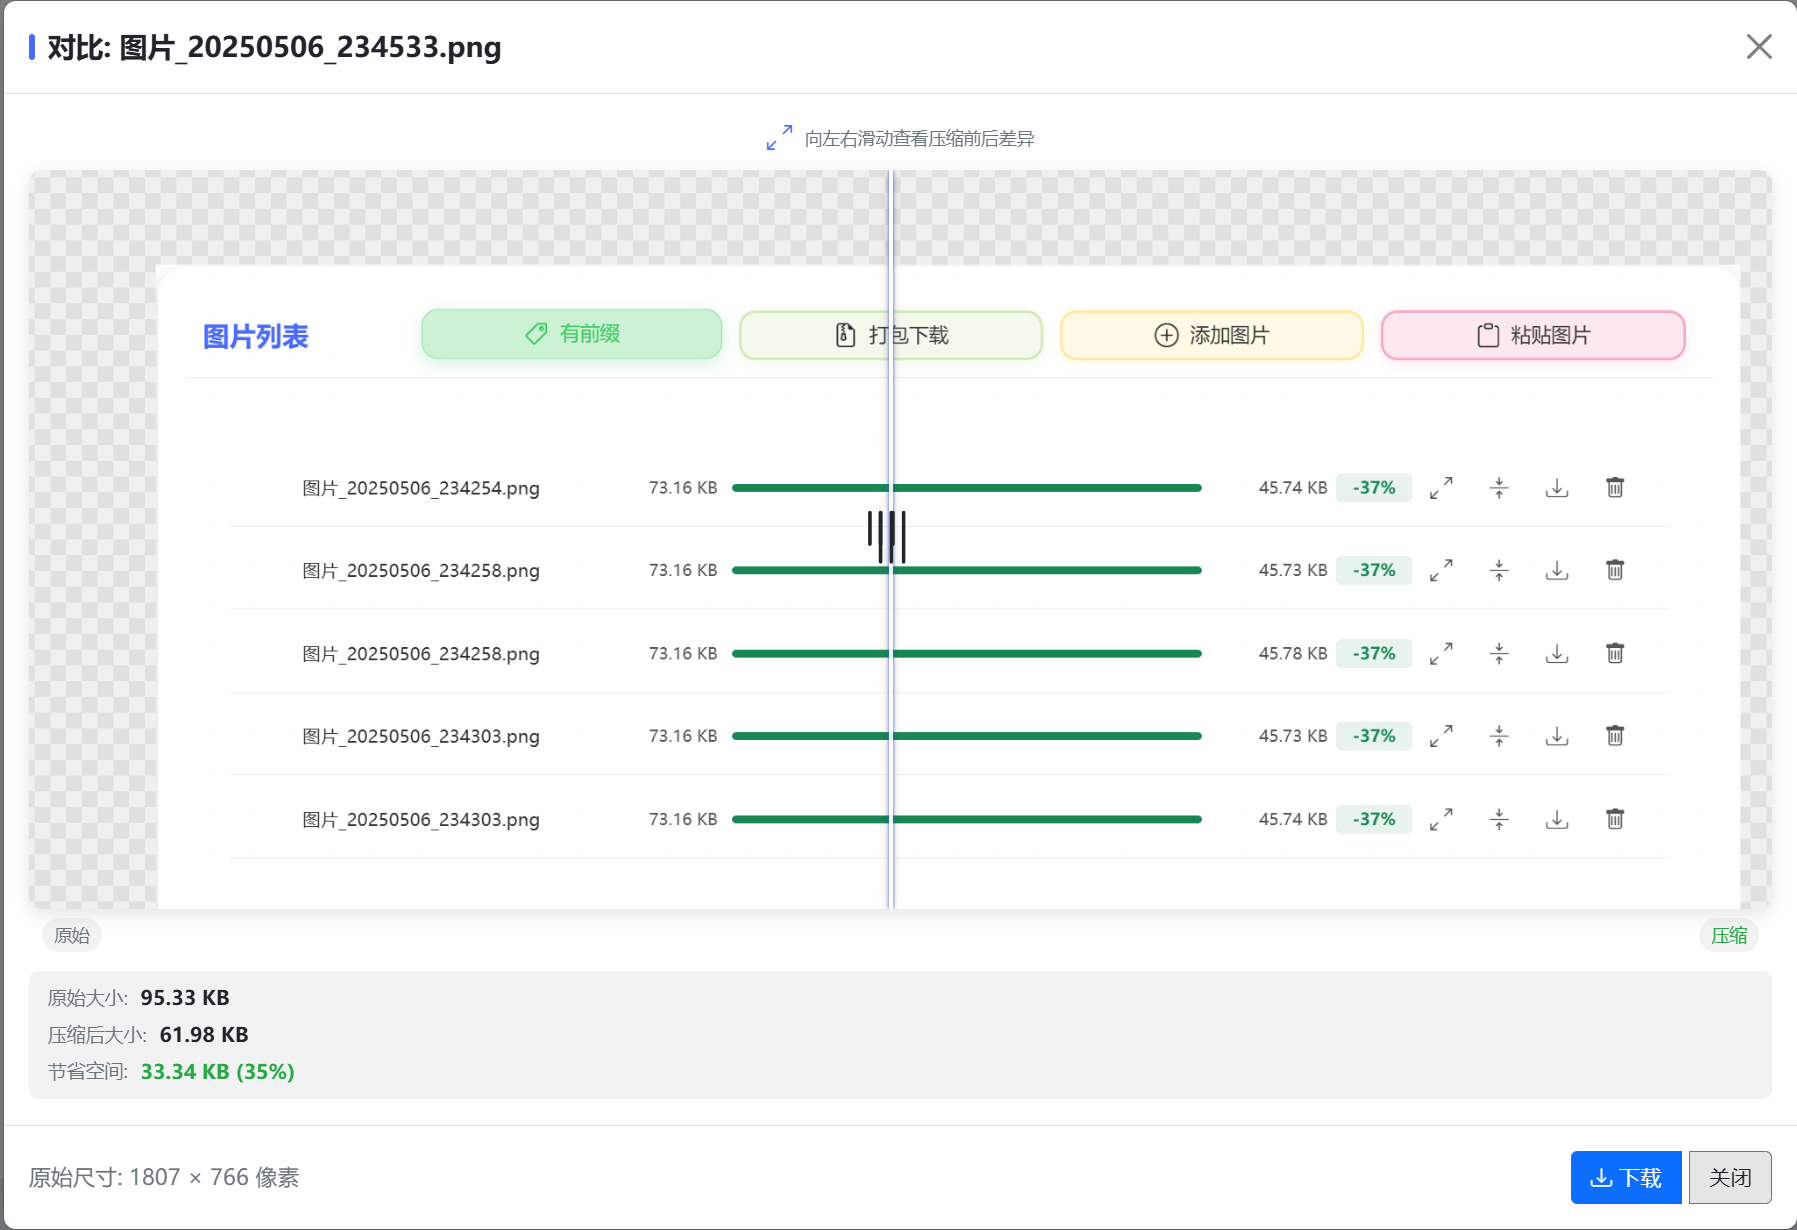 对比: 图片_20250506_234533.png
向左右滑动查看压缩前后差异
图片列表 有前缀 打包下载 添加图片 粘贴图片
图片_20250506_234254.png 73.16 KB 45.74 KB -37%
图片_20250506_234258.png 73.16 KB 45.73 KB -37%
图片_20250506_234258.png 73.16 KB 45.78 KB -37%
图片_20250506_234303.png 73.16 KB 45.73 KB -37%
图片_20250506_234303.png 73.16 KB 45.74 KB -37%
原始 压缩
原始大小: 95.33 KB
压缩后大小: 61.98 KB
节省空间: 33.34 KB (35%)
原始尺寸: 1807 × 766 像素 下载 关闭